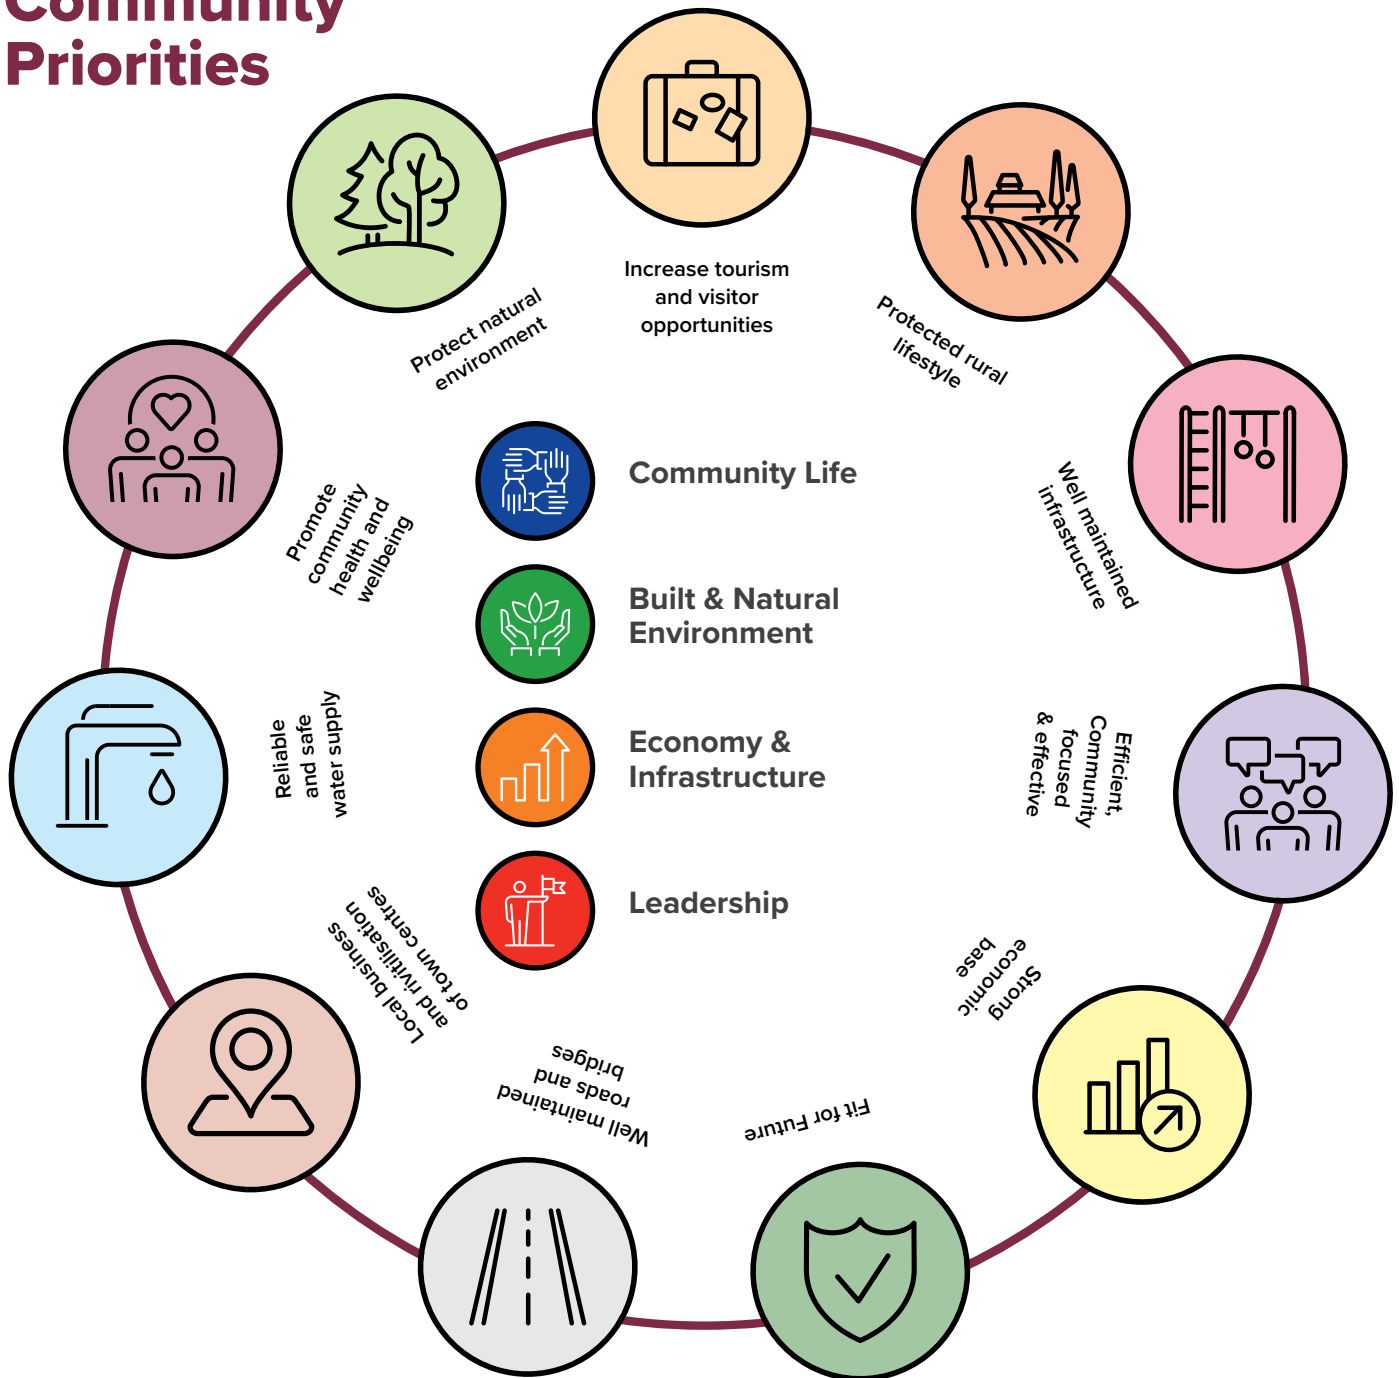 Community
Priorities
Increase tourism
and visitor
opportunities
Protected rural
lifestyle
Well maintained
infrastructure
Efficient,
Community
focused
& effective
Strong
economic
base
Fit for Future
Well maintained
roads and
bridges
Local business
and rivitilisation
of town centres
Reliable
and safe
water supply
Promote
community
health and
wellbeing
Protect natural
environment
Community Life
Built & Natural
Environment
Economy &
Infrastructure
Leadership